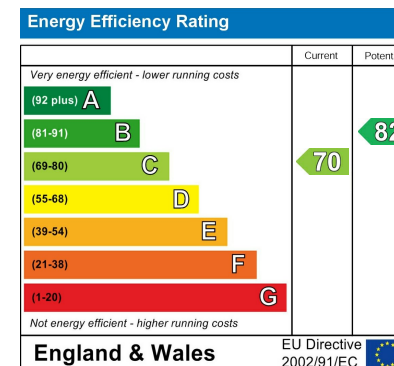 Energy Efficiency Rating
Current Potent
Very energy efficient - lower running costs
(92 plus) A
(81-91) B
82
(69-80) C
70
(55-68) D
(39-54) E
(21-38) F
(1-20) G
Not energy efficient - higher running costs
England & Wales
EU Directive
2002/91/EC